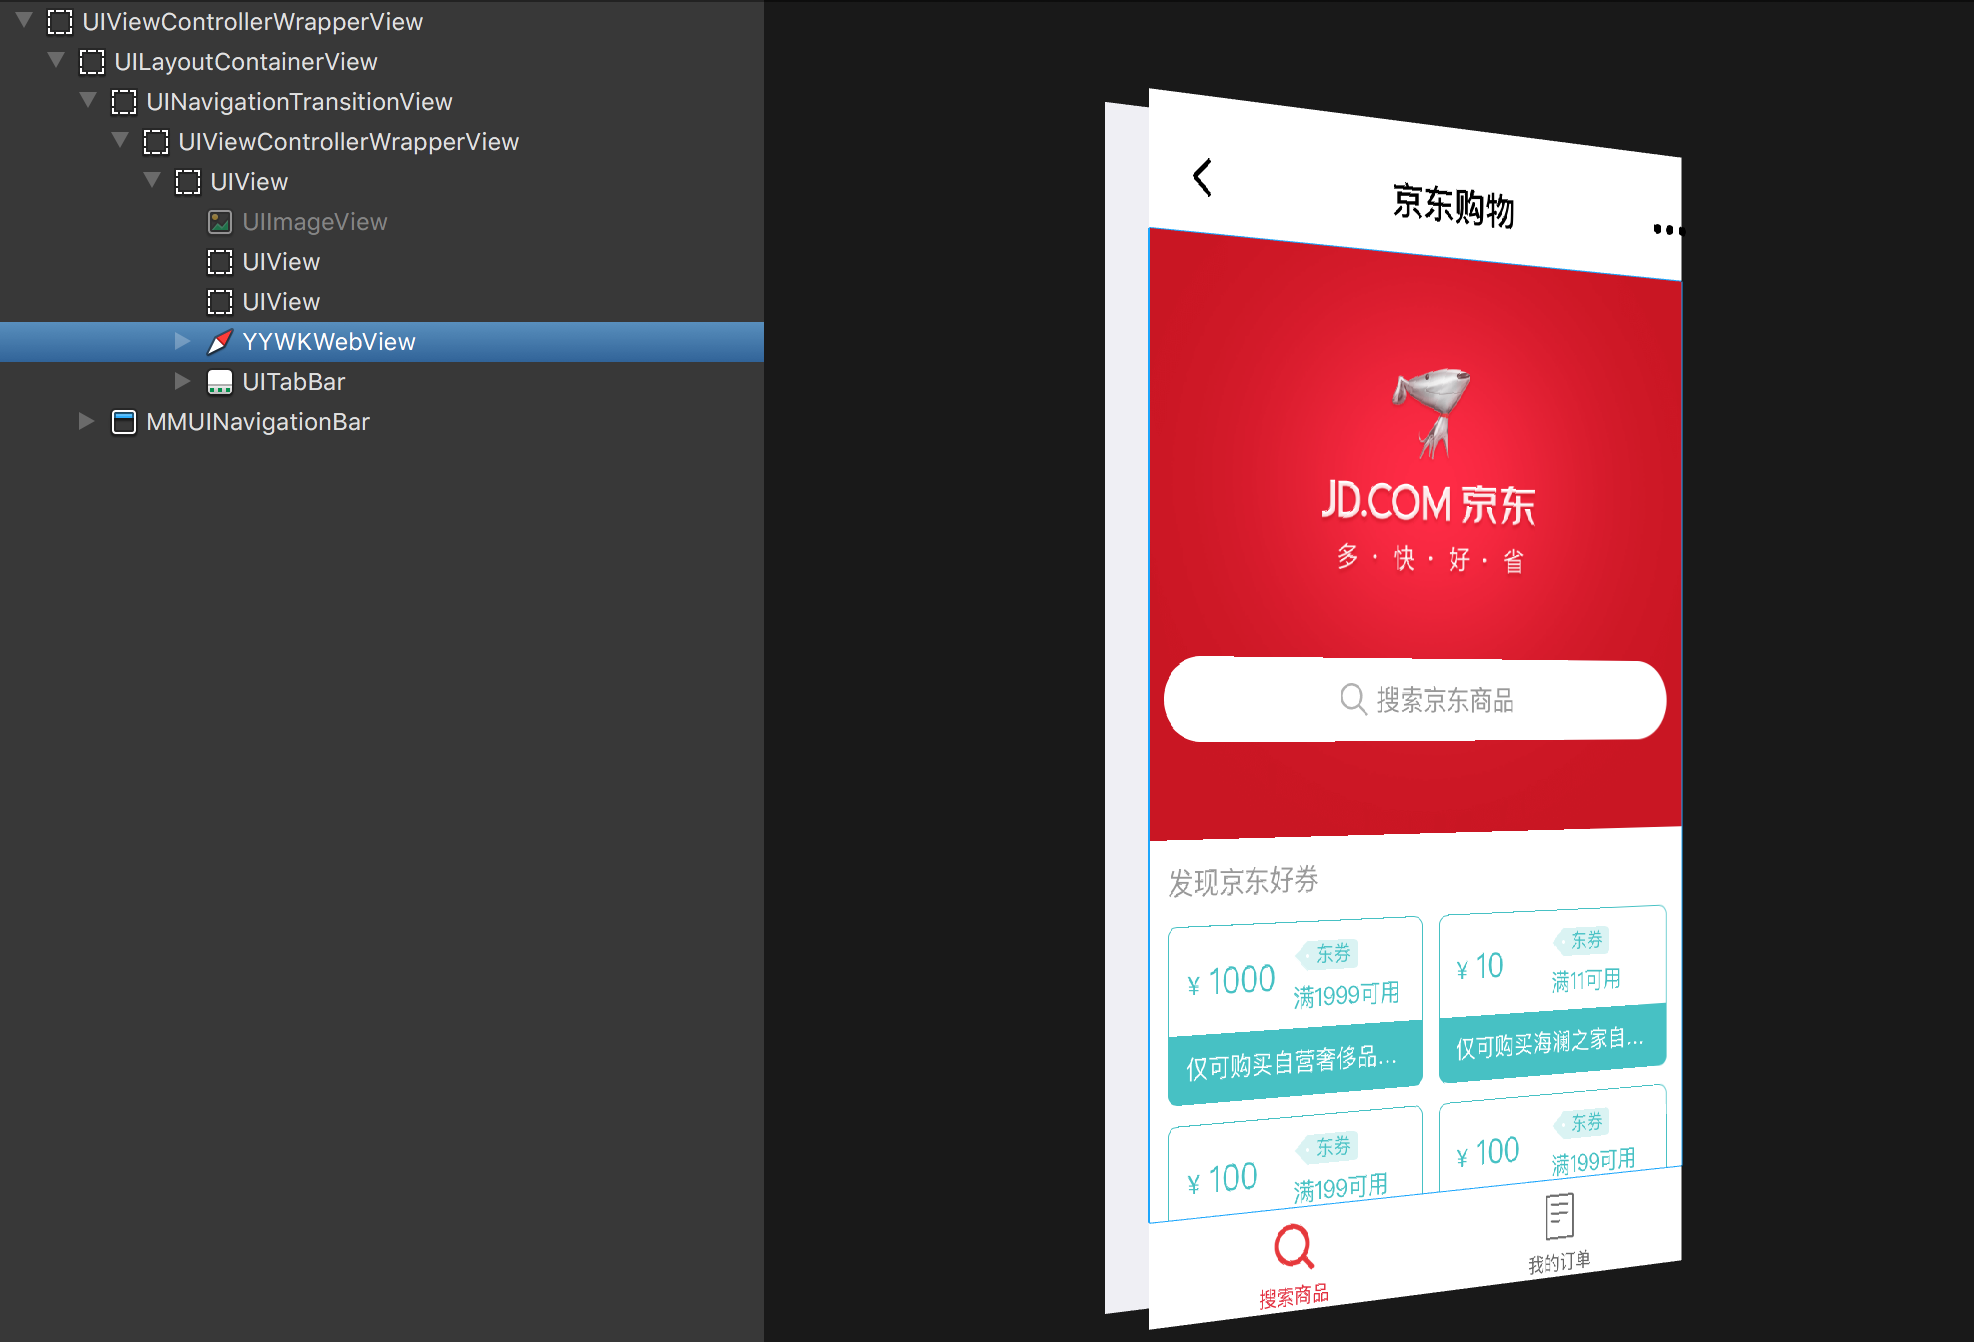 UIViewControllerWrapperView
UILayoutContainerView
UINavigationTransitionView
UIViewControllerWrapperView
UIView
UIImageView
UIView
UIView
YYWKWebView
UITabBar
MMUINavigationBar
京东购物
JD.COM 京东
多 · 快 · 好 · 省
搜索京东商品
发现京东好券
¥ 1000
东券
满1999可用
仅可购买自营奢侈品...
¥ 10
东券
满11可用
仅可购买海澜之家自...
¥ 100
东券
满199可用
¥ 100
东券
满199可用
搜索商品
我的订单